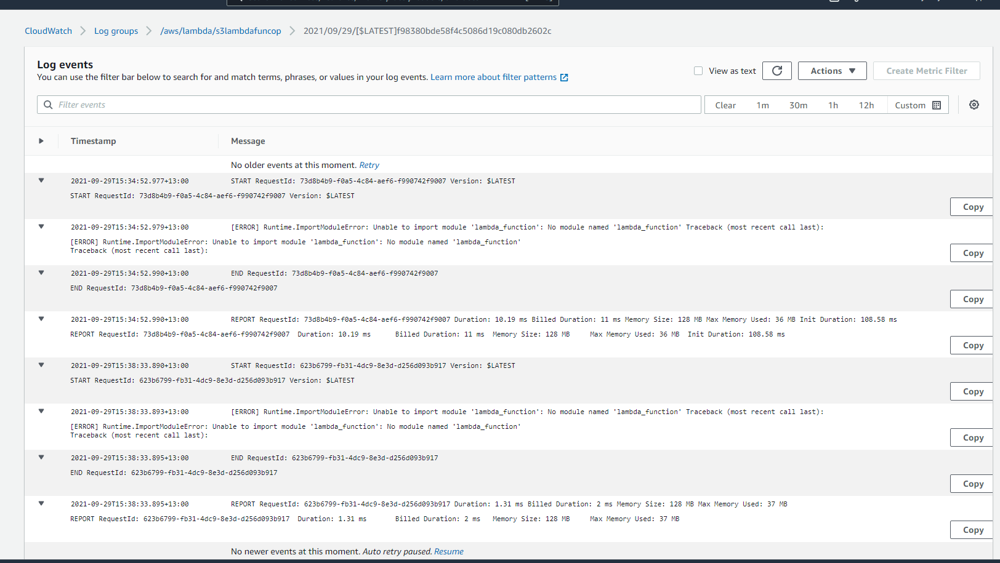 CloudWatch
Log groups
/aws/lambda/s3lambdafuncop
2021/09/29/[$LATEST]f98380bde58f4c5086d19c080db2602c
Log events
You can use the filter bar below to search for and match terms, phrases, or values in your log events. Learn more about filter patterns
View as text
Actions
Create Metric Filter
Filter events
Clear 1m 30m 1h 12h Custom
Timestamp Message
No older events at this moment. Retry
2021-09-29T15:34:52.977+13:00 START RequestId: 73d8b4b9-f0a5-4c84-aef6-f990742f9007 Version: $LATEST
START RequestId: 73d8b4b9-f0a5-4c84-aef6-f990742f9007 Version: $LATEST
Copy
2021-09-29T15:34:52.979+13:00 [ERROR] Runtime.ImportModuleError: Unable to import module 'lambda_function': No module named 'lambda_function' Traceback (most recent call last):
[ERROR] Runtime.ImportModuleError: Unable to import module 'lambda_function': No module named 'lambda_function'
Traceback (most recent call last):
Copy
2021-09-29T15:34:52.990+13:00 END RequestId: 73d8b4b9-f0a5-4c84-aef6-f990742f9007
END RequestId: 73d8b4b9-f0a5-4c84-aef6-f990742f9007
Copy
2021-09-29T15:34:52.990+13:00 REPORT RequestId: 73d8b4b9-f0a5-4c84-aef6-f990742f9007 Duration: 10.19 ms Billed Duration: 11 ms Memory Size: 128 MB Max Memory Used: 36 MB Init Duration: 108.58 ms
REPORT RequestId: 73d8b4b9-f0a5-4c84-aef6-f990742f9007 Duration: 10.19 ms Billed Duration: 11 ms Memory Size: 128 MB Max Memory Used: 36 MB Init Duration: 108.58 ms
Copy
2021-09-29T15:38:33.890+13:00 START RequestId: 623b6799-fb31-4dc9-8e3d-d256d093b917 Version: $LATEST
START RequestId: 623b6799-fb31-4dc9-8e3d-d256d093b917 Version: $LATEST
Copy
2021-09-29T15:38:33.893+13:00 [ERROR] Runtime.ImportModuleError: Unable to import module 'lambda_function': No module named 'lambda_function' Traceback (most recent call last):
[ERROR] Runtime.ImportModuleError: Unable to import module 'lambda_function': No module named 'lambda_function'
Traceback (most recent call last):
Copy
2021-09-29T15:38:33.895+13:00 END RequestId: 623b6799-fb31-4dc9-8e3d-d256d093b917
END RequestId: 623b6799-fb31-4dc9-8e3d-d256d093b917
Copy
2021-09-29T15:38:33.895+13:00 REPORT RequestId: 623b6799-fb31-4dc9-8e3d-d256d093b917 Duration: 1.31 ms Billed Duration: 2 ms Memory Size: 128 MB Max Memory Used: 37 MB
REPORT RequestId: 623b6799-fb31-4dc9-8e3d-d256d093b917 Duration: 1.31 ms Billed Duration: 2 ms Memory Size: 128 MB Max Memory Used: 37 MB
Copy
No newer events at this moment. Auto retry paused. Resume